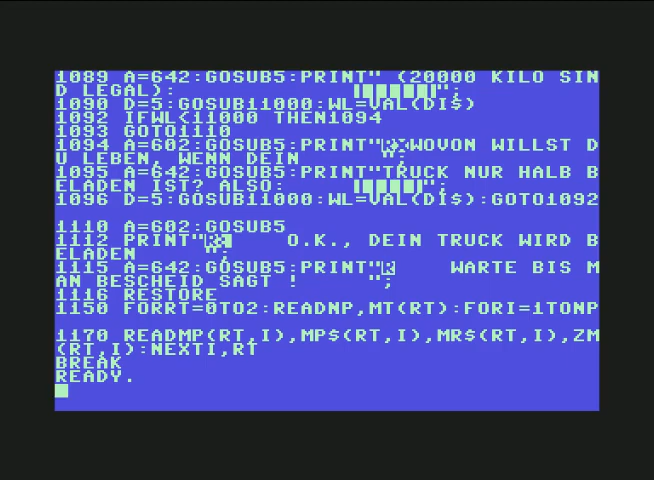 1089 A=642:GOSUB5:PRINT" (20000 KILO SIN
D LEGAL):                    ";
1090 D=5:GOSUB11000:WL=VAL(DI$)
1092 IFWL<11000 THEN1094
1093 GOTO1110
1094 A=602:GOSUB5:PRINT"RXWOVON WILLST D
U LEBEN, WENN DEIN      ";
1095 A=642:GOSUB5:PRINT"TRUCK NUR HALB B
ELADEN IST? ALSO:          ";
1096 D=5:GOSUB11000:WL=VAL(DI$):GOTO1092
1110 A=602:GOSUB5
1112 PRINT"R    O.K., DEIN TRUCK WIRD B
ELADEN     ";
1115 A=642:GOSUB5:PRINT"R    WARTE BIS M
AN BESCHEID SAGT !     ";
1116 RESTORE
1150 FORRT=0TO2:READNP,MT(RT):FORI=1TONP
1170 READMP(RT,I),MP$(RT,I),MR$(RT,I),ZM
(RT,I):NEXTI,RT
BREAK
READY.